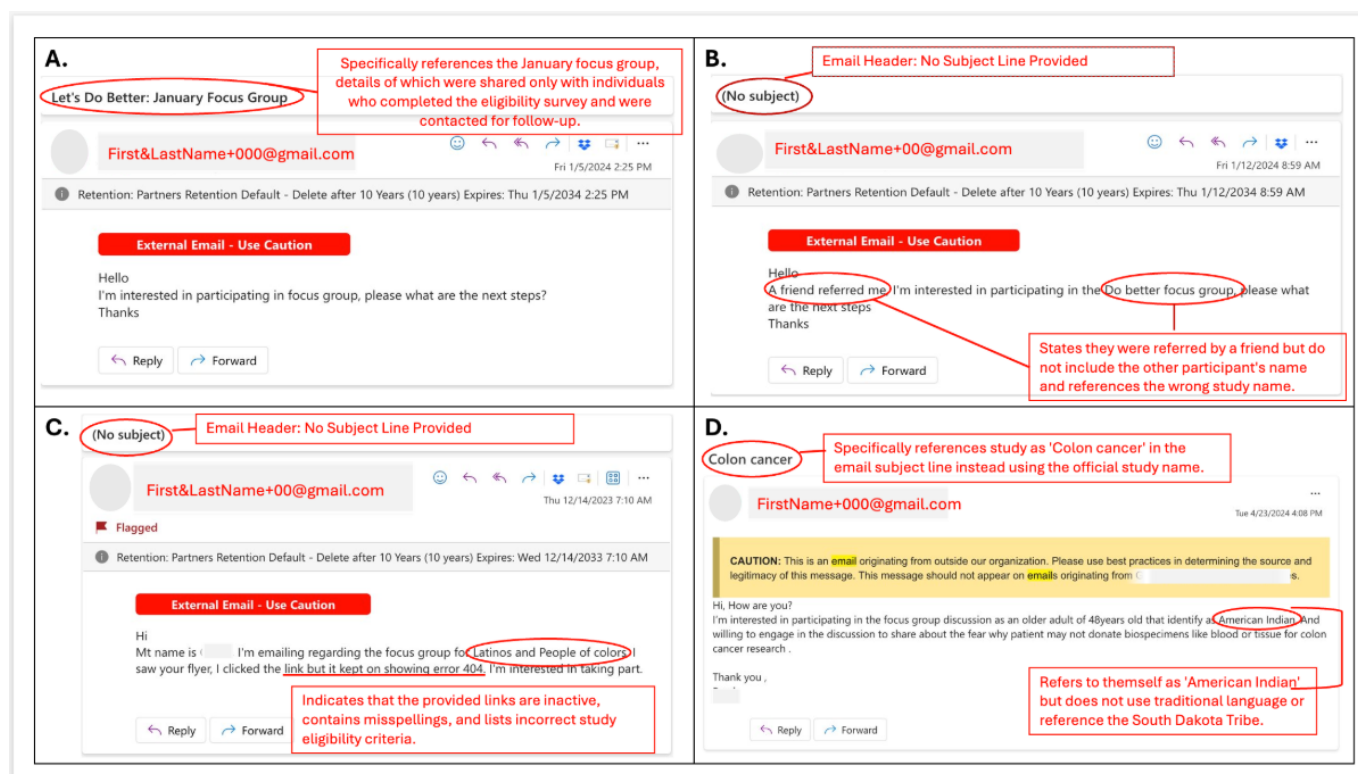 A.
Let's Do Better: January Focus Group
Specifically references the January focus group,
details of which were shared only with individuals
who completed the eligibility survey and were
contacted for follow-up.
First&LastName+000@gmail.com
Fri 1/5/2024 2:25 PM
Retention: Partners Retention Default - Delete after 10 Years (10 years) Expires: Thu 1/5/2034 2:25 PM
External Email - Use Caution
Hello
I'm interested in participating in focus group, please what are the next steps?
Thanks
Reply
Forward
B.
Email Header: No Subject Line Provided
(No subject)
First&LastName+00@gmail.com
Fri 1/12/2024 8:59 AM
Retention: Partners Retention Default - Delete after 10 Years (10 years) Expires: Thu 1/12/2034 8:59 AM
External Email - Use Caution
Hello
A friend referred me, I'm interested in participating in the Do better focus group, please what
are the next steps
Thanks
States they were referred by a friend but do
not include the other participant's name
and references the wrong study name.
Reply
Forward
C.
(No subject)
Email Header: No Subject Line Provided
First&LastName+00@gmail.com
Thu 12/14/2023 7:10 AM
Flagged
Retention: Partners Retention Default - Delete after 10 Years (10 years) Expires: Wed 12/14/2033 7:10 AM
External Email - Use Caution
Hi
Mt name is I'm emailing regarding the focus group for Latinos and People of colors I
saw your flyer, I clicked the link but it kept on showing error 404. I'm interested in taking part.
Indicates that the provided links are inactive,
contains misspellings, and lists incorrect study
eligibility criteria.
Reply
Forward
D.
Colon cancer
Specifically references study as 'Colon cancer' in the
email subject line instead using the official study name.
FirstName+000@gmail.com
Tue 4/23/2024 4:08 PM
CAUTION: This is an email originating from outside our organization. Please use best practices in determining the source and
legitimacy of this message. This message should not appear on emails originating from s.
Hi, How are you?
I'm interested in participating in the focus group discussion as an older adult of 48years old that identify as American Indian. And
willing to engage in the discussion to share about the fear why patient may not donate biospecimens like blood or tissue for colon
cancer research .
Thank you ,
Refers to themself as 'American Indian'
but does not use traditional language or
reference the South Dakota Tribe.
Reply
Forward